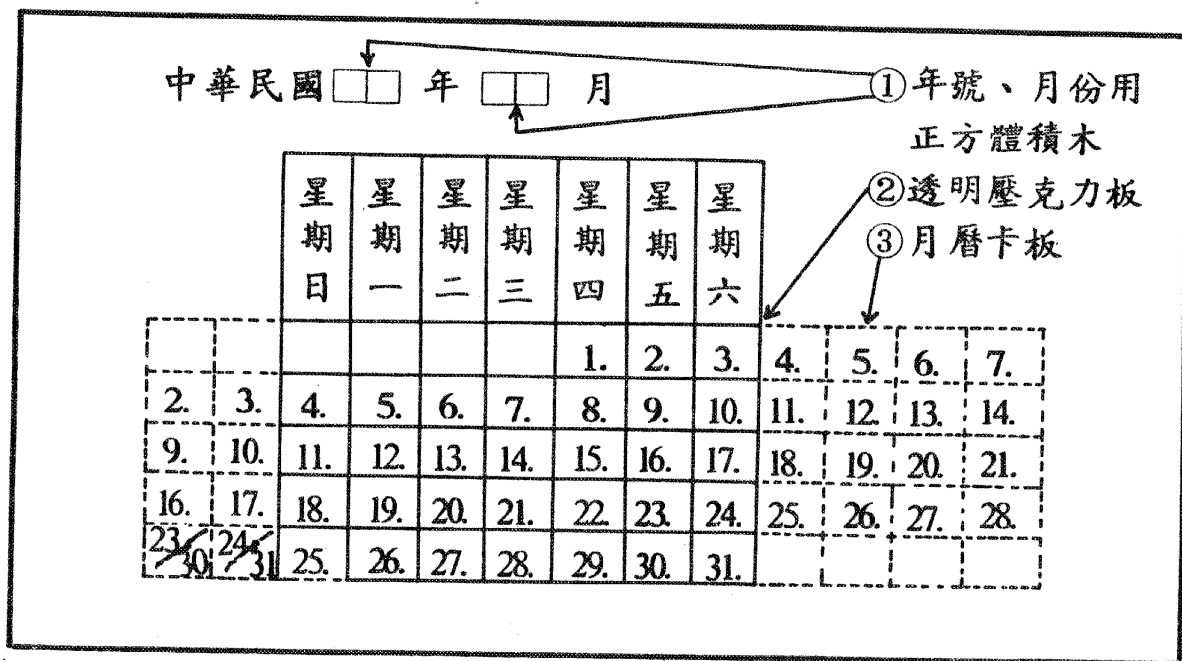 中華民國 年 月
①年號、月份用
正方體積木
②透明壓克力板
③月曆卡板
星期日 星期一 星期二 星期三 星期四 星期五 星期六
1. 2. 3. 4. 5. 6. 7.
2. 3. 4. 5. 6. 7. 8. 9. 10. 11. 12. 13. 14.
9. 10. 11. 12. 13. 14. 15. 16. 17. 18. 19. 20. 21.
16. 17. 18. 19. 20. 21. 22. 23. 24. 25. 26. 27. 28.
23/30 24/31 25. 26. 27. 28. 29. 30. 31.